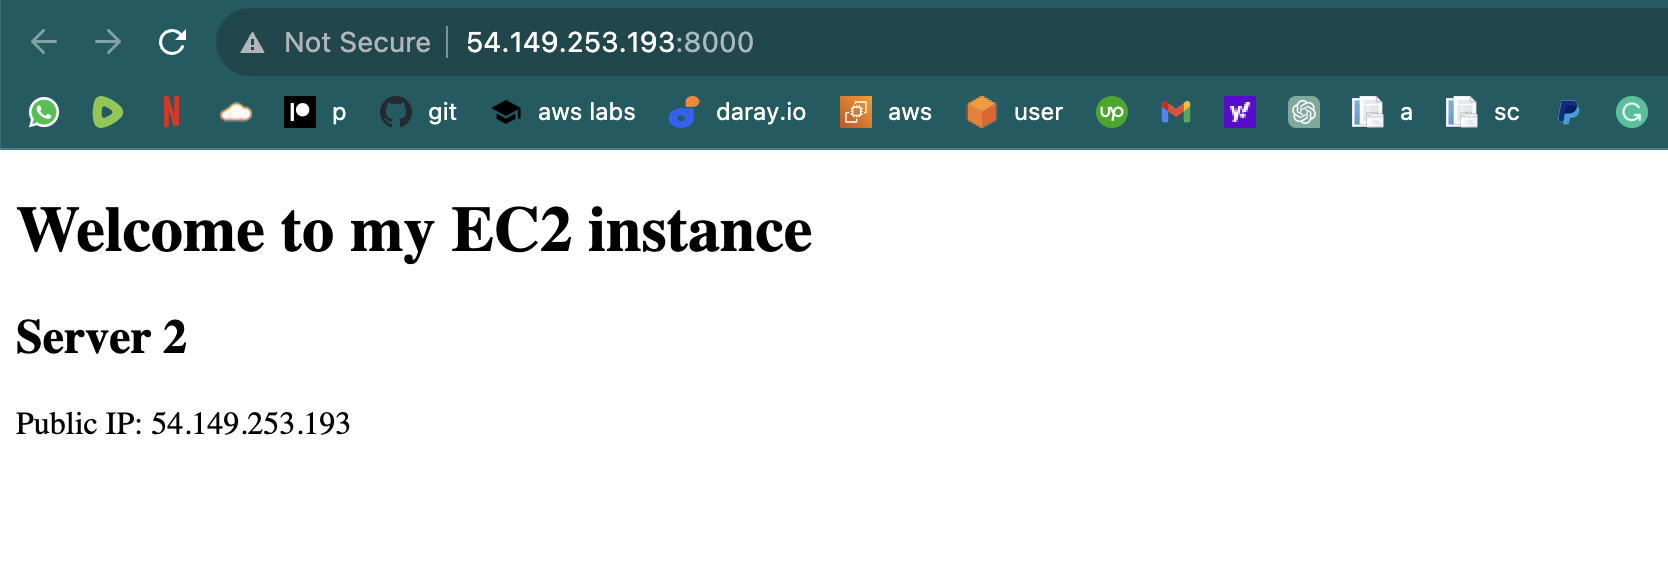 Not Secure | 54.149.253.193:8000
p git aws labs daray.io aws user up a sc
Welcome to my EC2 instance
Server 2
Public IP: 54.149.253.193